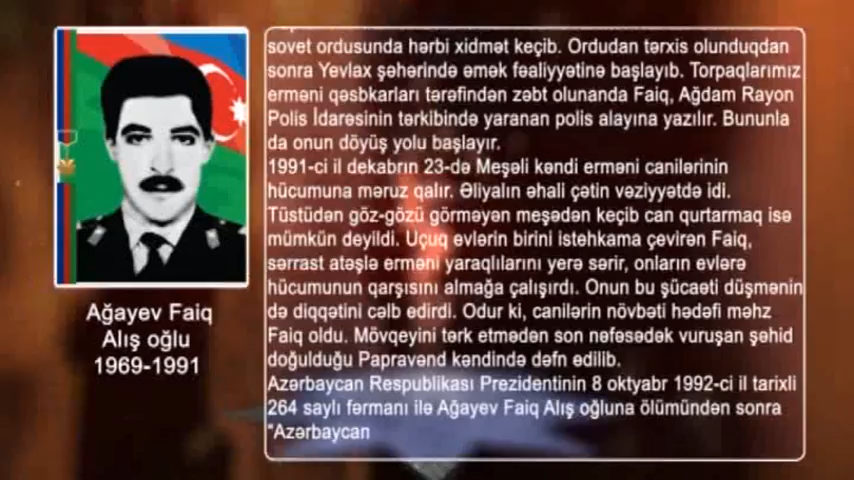 Ağayev Faiq
Alış oğlu
1969-1991
sovet ordusunda hərbi xidmət keçib. Ordudan tərxis olunduqdan
sonra Yevlax şəhərində əmək fəaliyyətinə başlayıb. Torpaqlarımız
erməni qəsbkarları tərəfindən zəbt olunanda Faiq, Ağdam Rayon
Polis İdarəsinin tərkibində yaranan polis alayına yazılır. Bununla
da onun döyüş yolu başlayır.
1991-ci il dekabrın 23-də Meşəli kəndi erməni canilərinin
hücumuna məruz qalır. Əliyalın əhali çətin vəziyyətdə idi.
Tüstüdən göz-gözü görməyən meşədən keçib can qurtarmaq isə
mümkün deyildi. Uçuq evlərin birini istehkama çevirən Faiq,
sərrast atəşlə erməni yaraqlılarını yerə sərir, onların evlərə
hücumunun qarşısını almağa çalışırdı. Onun bu şücaəti düşmənin
də diqqətini cəlb edirdi. Odur ki, canilərin növbəti hədəfi məhz
Faiq oldu. Mövqeyini tərk etmədən son nəfəsədək vuruşan şəhid
doğulduğu Papravənd kəndində dəfn edilib.
Azərbaycan Respublikası Prezidentinin 8 oktyabr 1992-ci il tarixli
264 saylı fərmanı ilə Ağayev Faiq Alış oğluna ölümündən sonra
“Azərbaycan